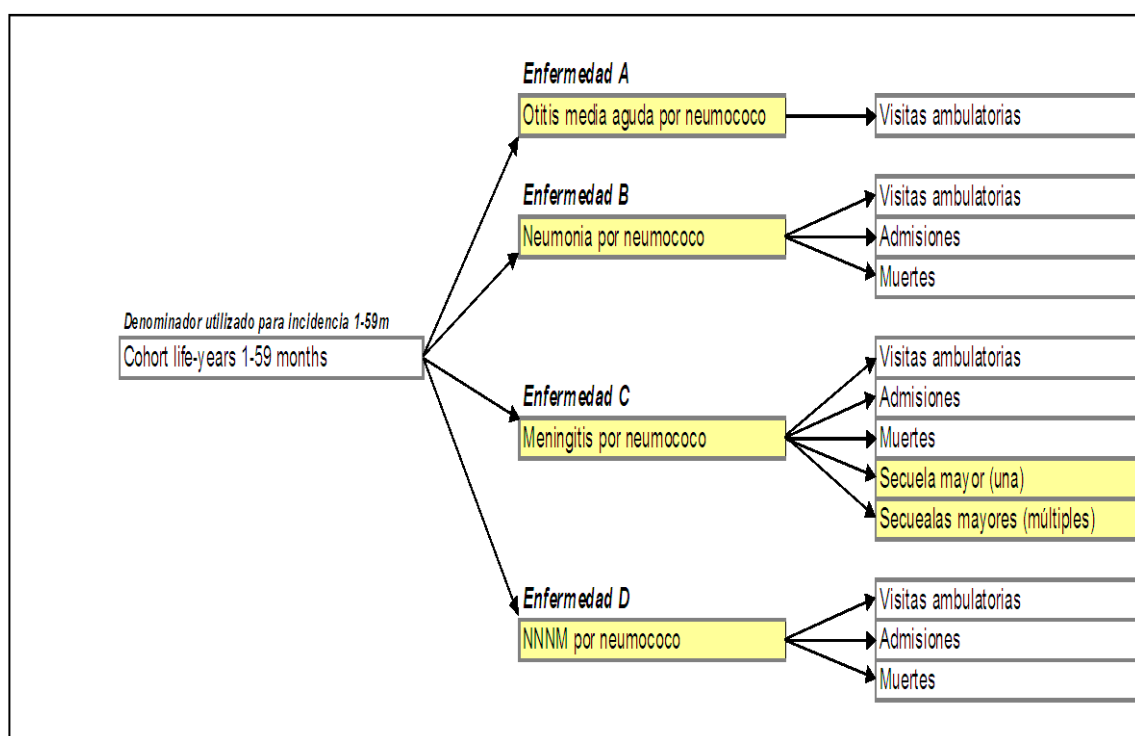 Enfermedad A
Otitis media aguda por neumococo
Visitas ambulatorias
Enfermedad B
Neumonia por neumococo
Visitas ambulatorias
Admisiones
Muertes
Denominador utilizado para incidencia 1-59m
Cohort life-years 1-59 months
Enfermedad C
Meningitis por neumococo
Visitas ambulatorias
Admisiones
Muertes
Secuela mayor (una)
Secuealas mayores (múltiples)
Enfermedad D
NNNM por neumococo
Visitas ambulatorias
Admisiones
Muertes